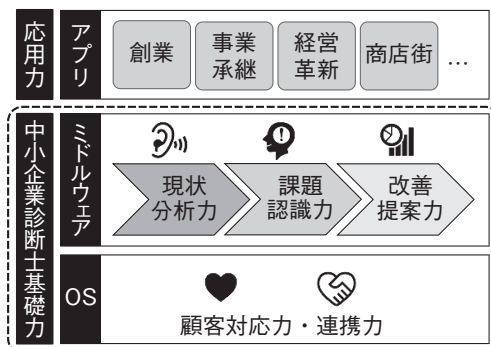 応用力
アプリ
創業
事業
承継
経営
革新
商店街
…
中小企業診断士基礎力
ミドルウェア
現状
分析力
課題
認識力
改善
提案力
OS
顧客対応力・連携力